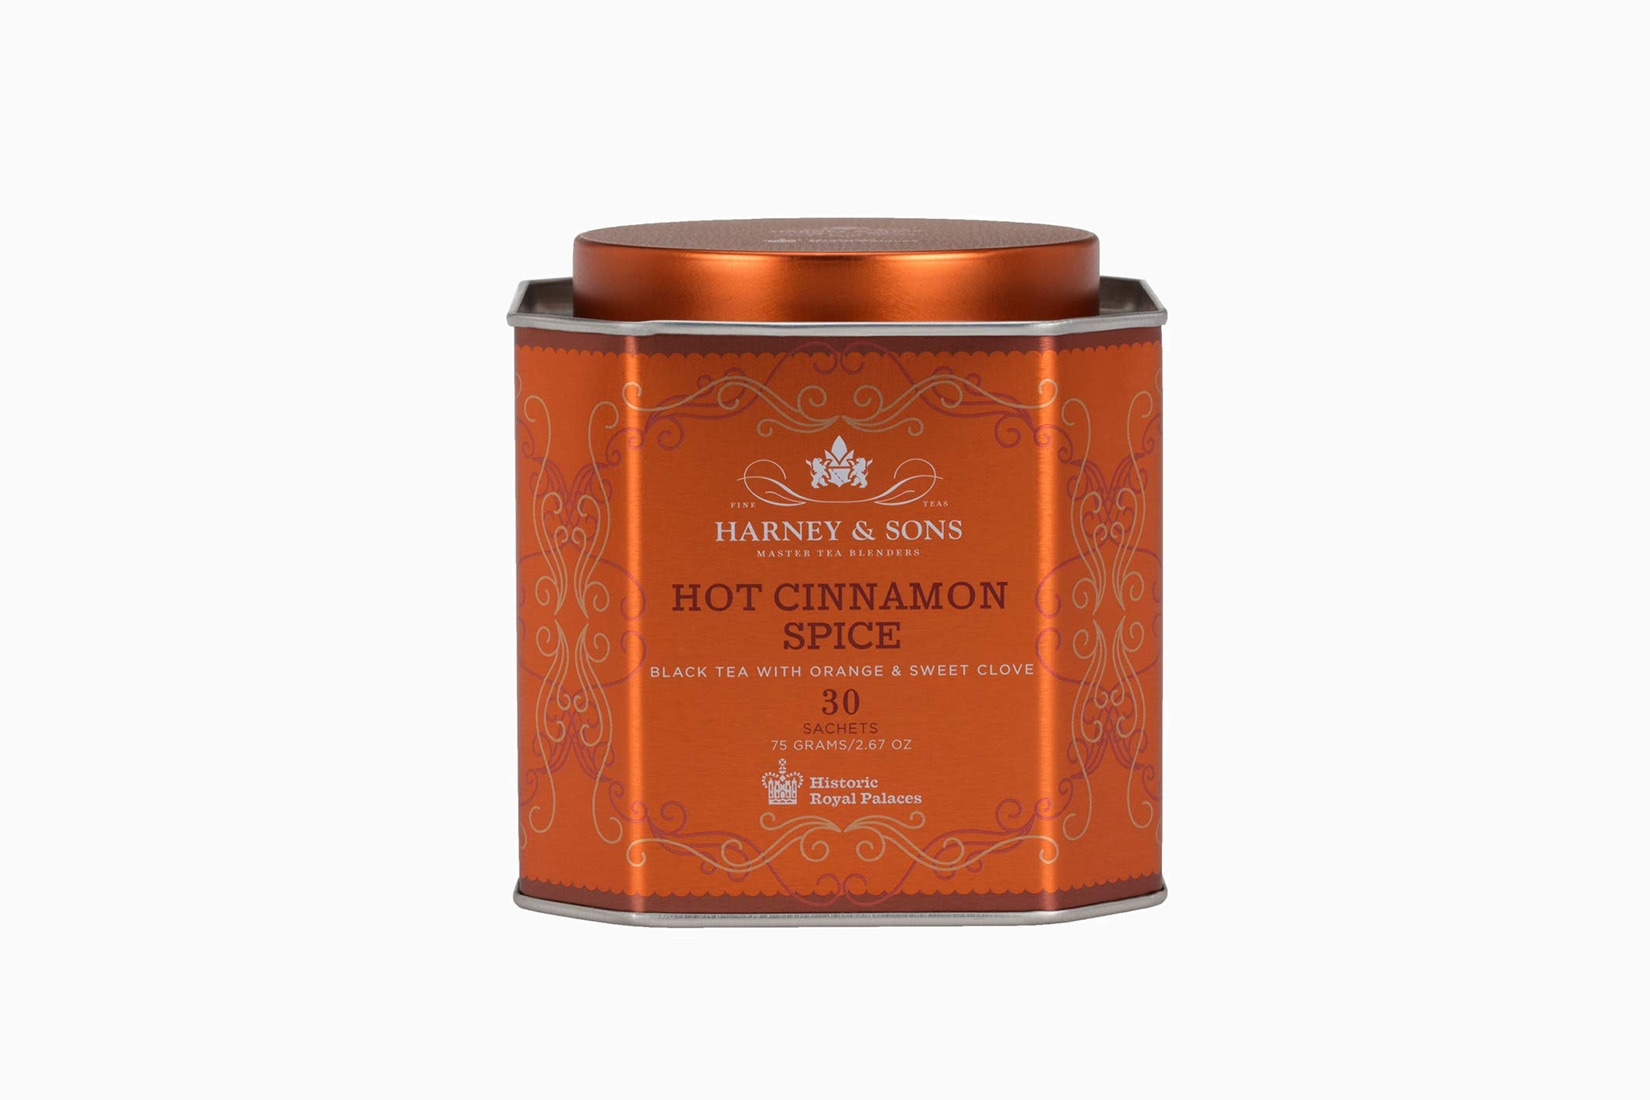 FINE TEAS
HARNEY & SONS
MASTER TEA BLENDERS
HOT CINNAMON
SPICE
BLACK TEA WITH ORANGE & SWEET CLOVE
30
SACHETS
75 GRAMS/2.67 OZ
Historic
Royal Palaces